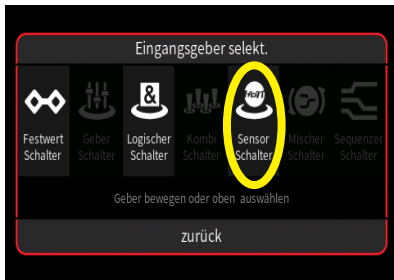 Eingangsgeber selekt.
&
Festwert Geber Logischer Kombi Sensor Mischer Sequenzer
Schalter Schalter Schalter Schalter Schalter Schalter Schalter
Geber bewegen oder oben auswählen
zurück